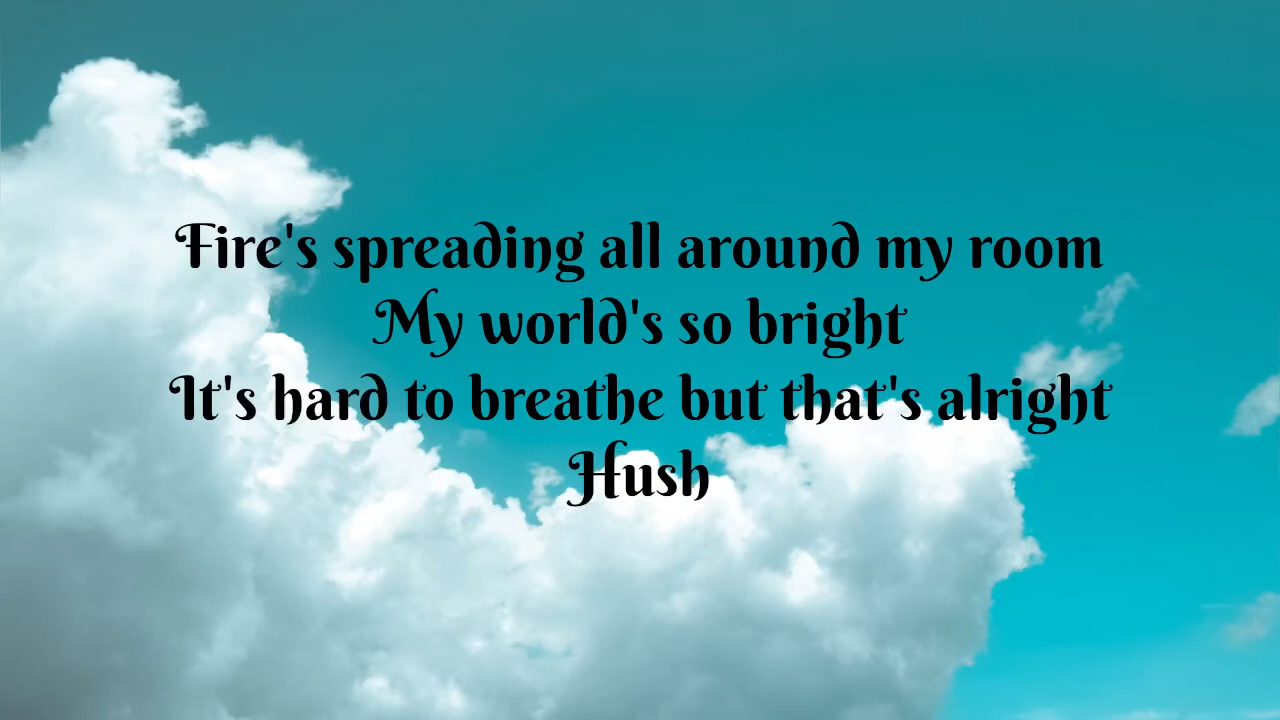 Fire's spreading all around my room
My world's so bright
It's hard to breathe but that's alright
Hush